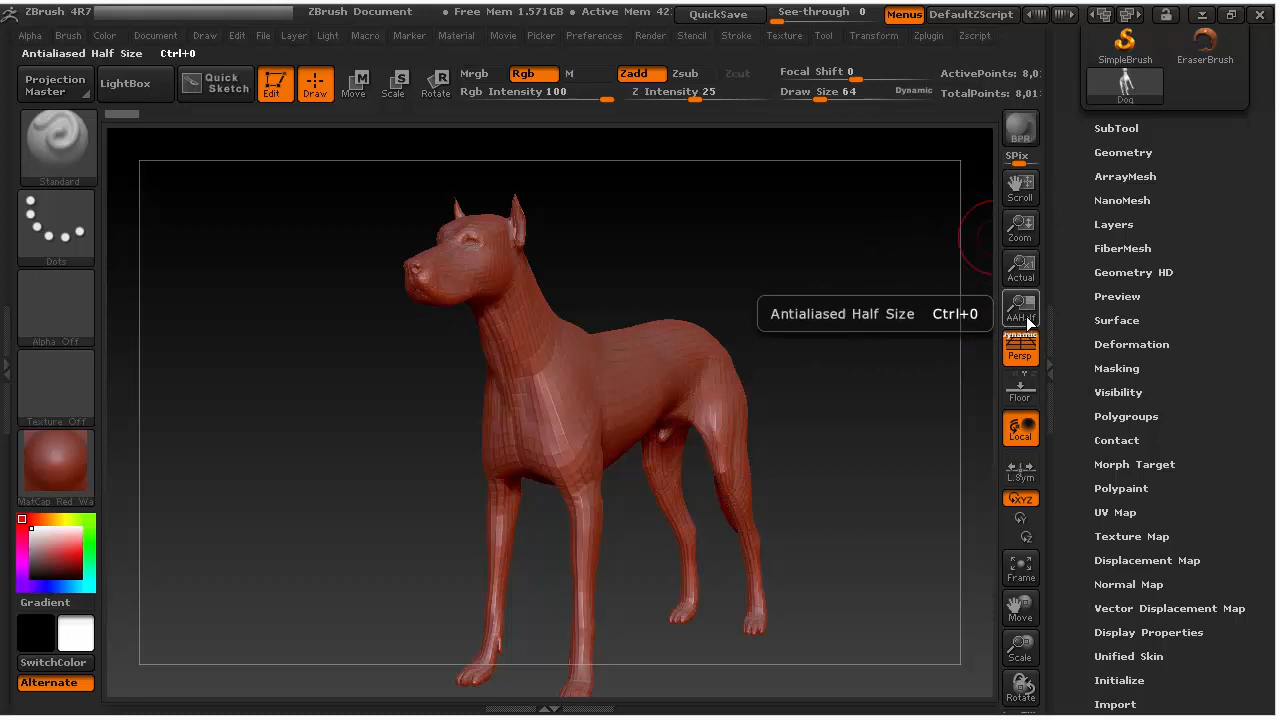 ZBrush 4R7
ZBrush Document
• Free Mem 1.571GB • Active Mem 42
QuickSave
See-through 0
Menus
DefaultZScript
Alpha Brush Color Document Draw Edit File Layer Light Macro Marker Material Movie Picker Preferences Render Stencil Stroke Texture Tool Transform Zplugin Zscript
Antialiased Half Size Ctrl+0
Projection Master
LightBox
Quick Sketch
Edit
Draw
Move
Scale
Rotate
Mrgb Rgb M
Rgb Intensity 100
Zadd Zsub Zcut
Z Intensity 25
Focal Shift 0
Draw Size 64
Dynamic
ActivePoints: 8,0
TotalPoints: 8,01
SimpleBrush
EraserBrush
Dog
Standard
Dots
Alpha Off
Texture Off
MatCap Red Wa
Gradient
SwitchColor
Alternate
Antialiased Half Size Ctrl+0
BPR
SPix
Scroll
Zoom
Actual
Dynamic
Persp
Floor
Local
L.Sym
XYZ
Y
Z
Frame
Move
Scale
Rotate
SubTool
Geometry
ArrayMesh
NanoMesh
Layers
FiberMesh
Geometry HD
Preview
Surface
Deformation
Masking
Visibility
Polygroups
Contact
Morph Target
Polypaint
UV Map
Texture Map
Displacement Map
Normal Map
Vector Displacement Map
Display Properties
Unified Skin
Initialize
Import